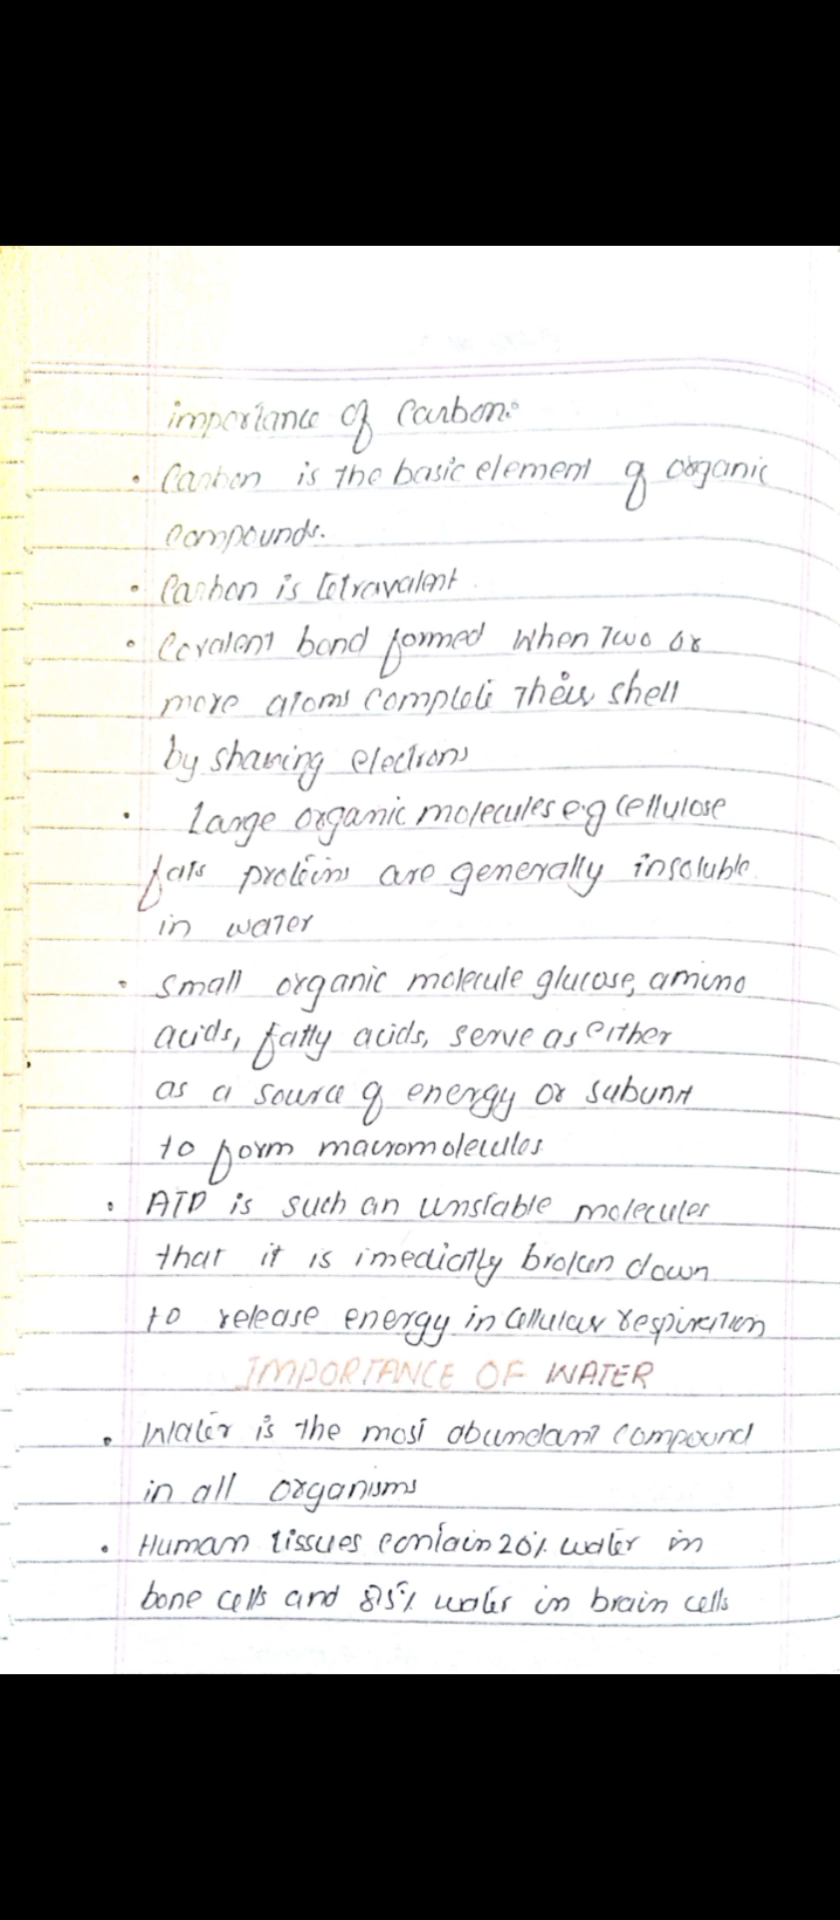 importance of Carbon:
• Carbon is the basic element of organic
compounds.
• Carbon is tetravalent.
• Covalent bond formed when Two or
more atoms complete their shell
by sharing electrons
• Large organic molecules e.g cellulose
fats proteins are generally insoluble
in water
• Small organic molecule glucose, amino
acids, fatty acids, serve as either
as a source of energy or subunit
to form macromolecules.
• ATP is such an unstable molecules
that it is imediatly broken down
to release energy in cellular respiration
IMPORTANCE OF WATER
• Water is the most abundant compound
in all organisms
• Human tissues contain 20% water in
bone cells and 85% water in brain cells